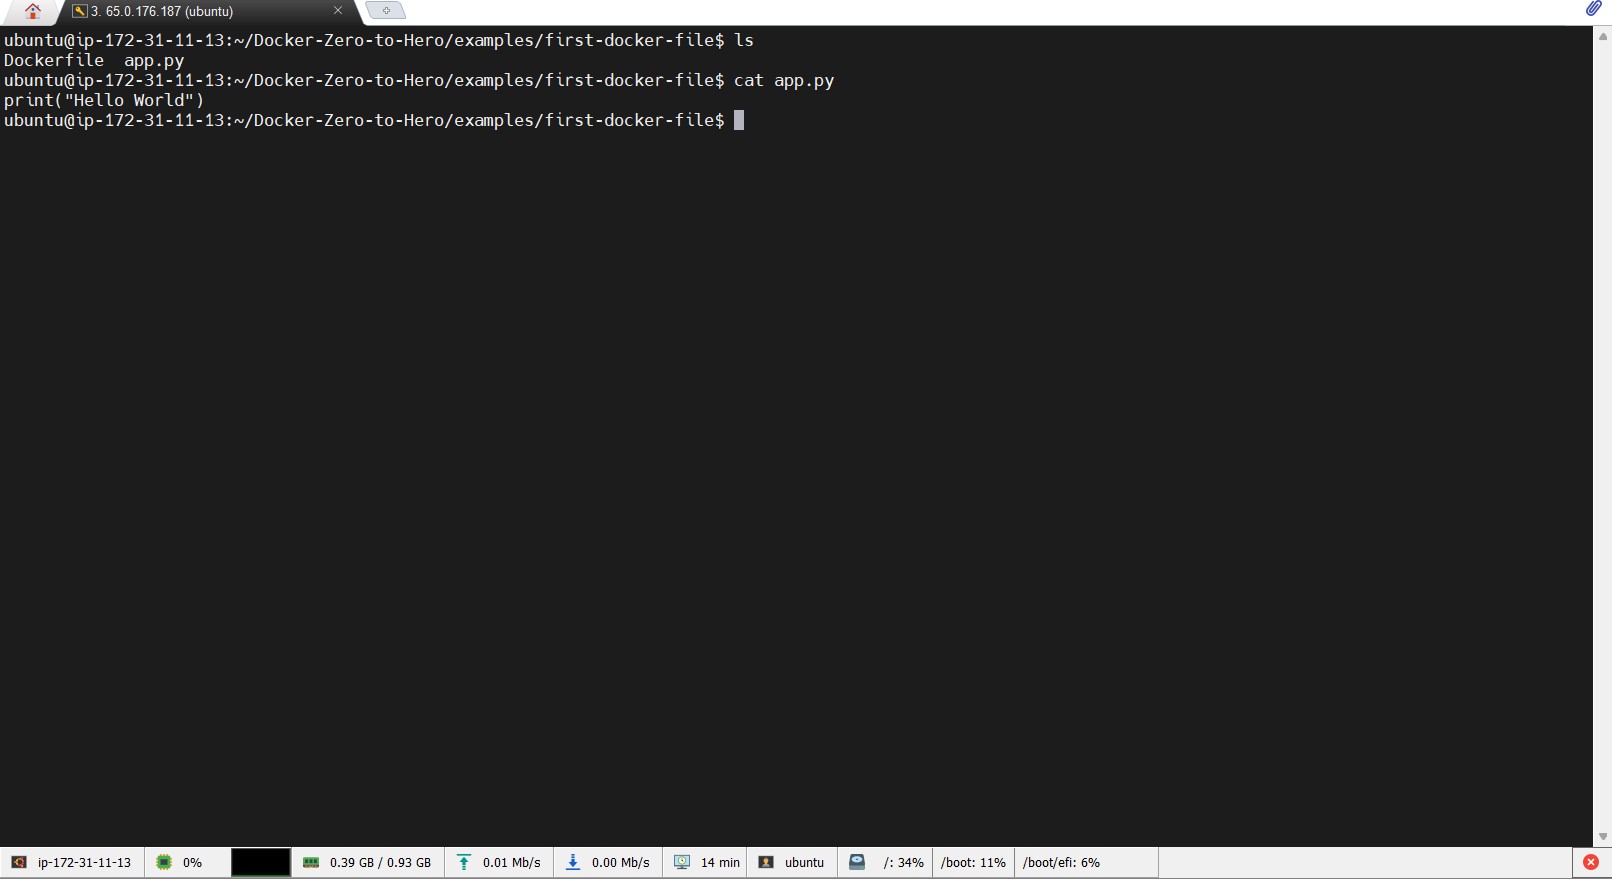 3. 65.0.176.187 (ubuntu)
ubuntu@ip-172-31-11-13:~/Docker-Zero-to-Hero/examples/first-docker-file$ ls
Dockerfile  app.py
ubuntu@ip-172-31-11-13:~/Docker-Zero-to-Hero/examples/first-docker-file$ cat app.py
print("Hello World")
ubuntu@ip-172-31-11-13:~/Docker-Zero-to-Hero/examples/first-docker-file$
ip-172-31-11-13 0% 0.39 GB / 0.93 GB 0.01 Mb/s 0.00 Mb/s 14 min ubuntu /: 34% /boot: 11% /boot/efi: 6%